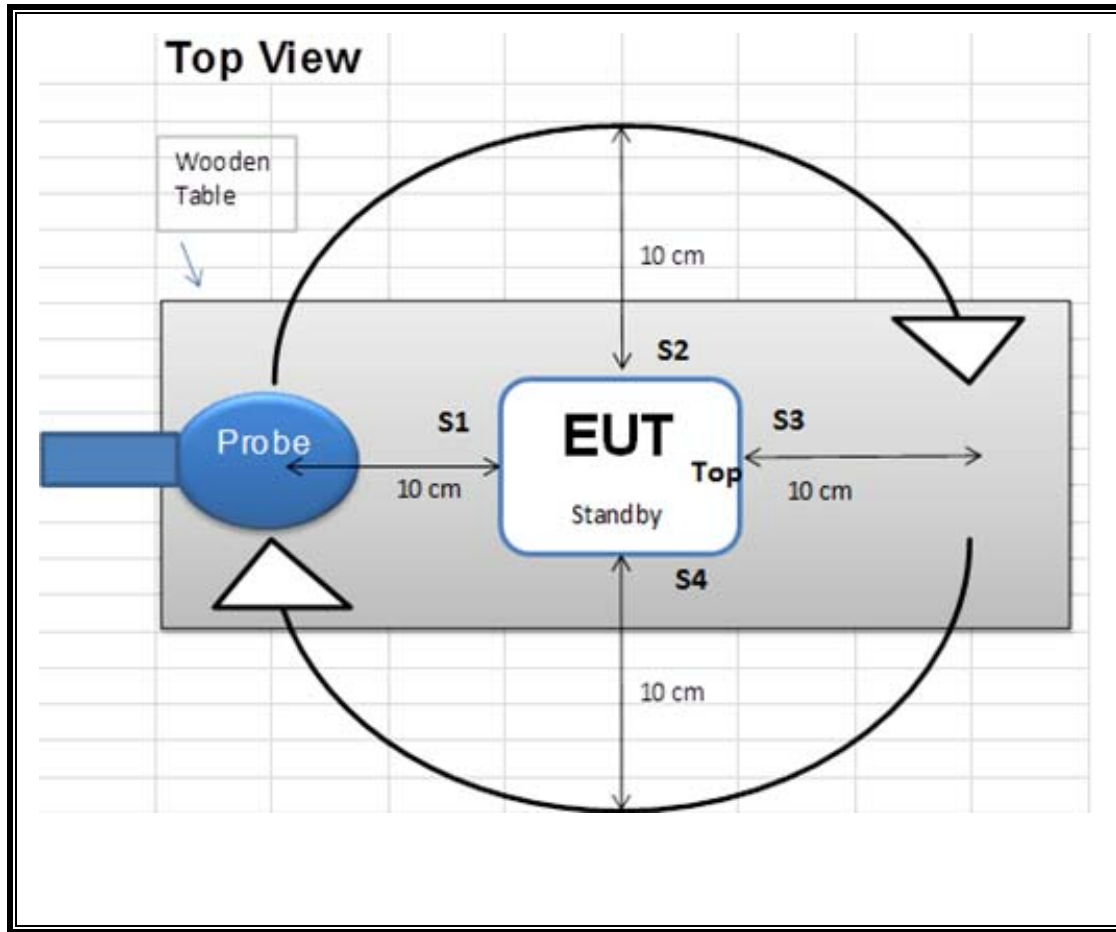 Top View
Wooden
Table
10 cm
S2
S1
EUT
S3
Probe
Top
10 cm
10 cm
Standby
S4
10 cm